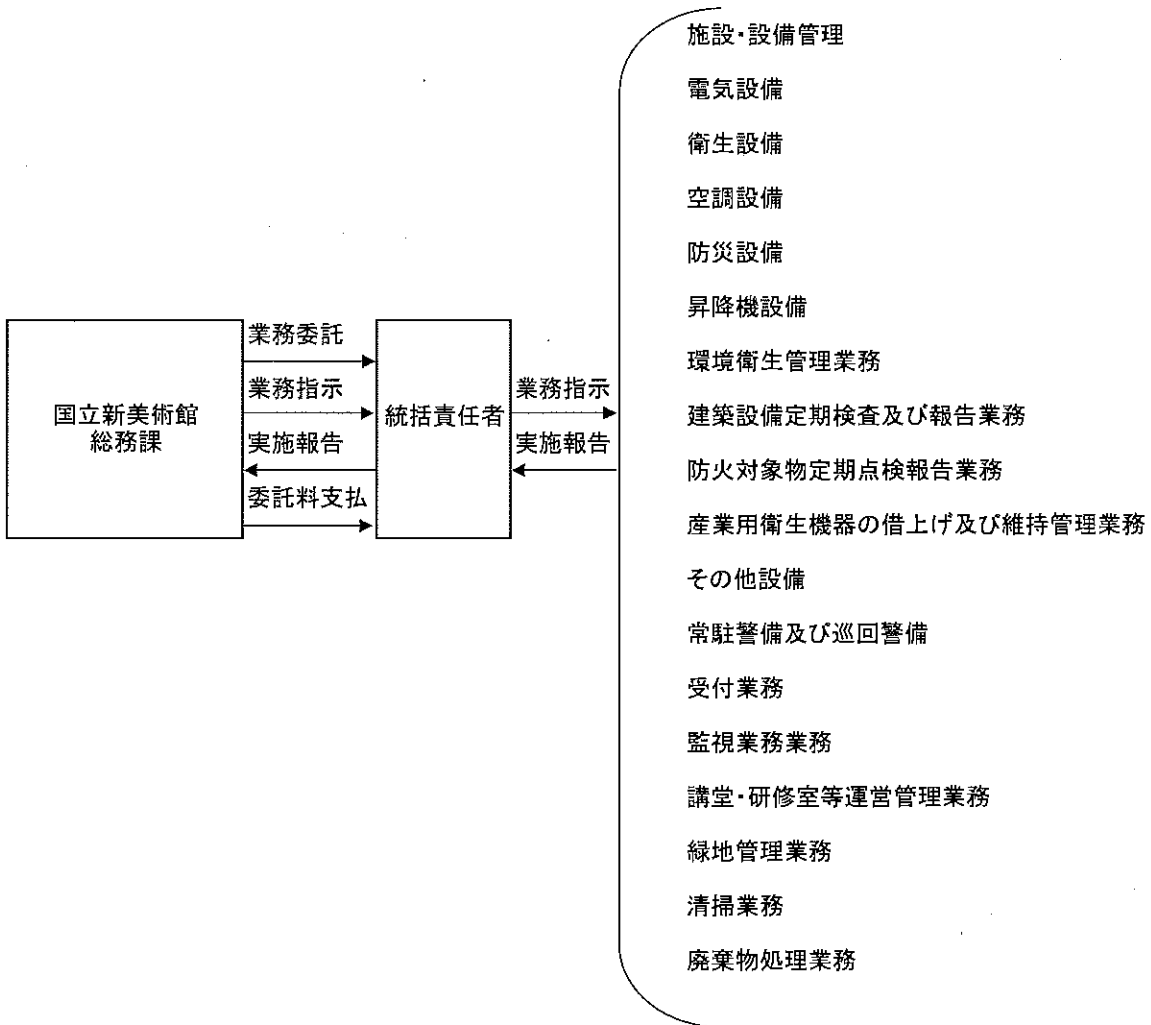 国立新美術館
総務課
業務委託
業務指示
実施報告
委託料支払
統括責任者
業務指示
実施報告
施設・設備管理
電気設備
衛生設備
空調設備
防災設備
昇降機設備
環境衛生管理業務
建築設備定期検査及び報告業務
防火対象物定期点検報告業務
産業用衛生機器の借上げ及び維持管理業務
その他設備
常駐警備及び巡回警備
受付業務
監視業務業務
講堂・研修室等運営管理業務
緑地管理業務
清掃業務
廃棄物処理業務